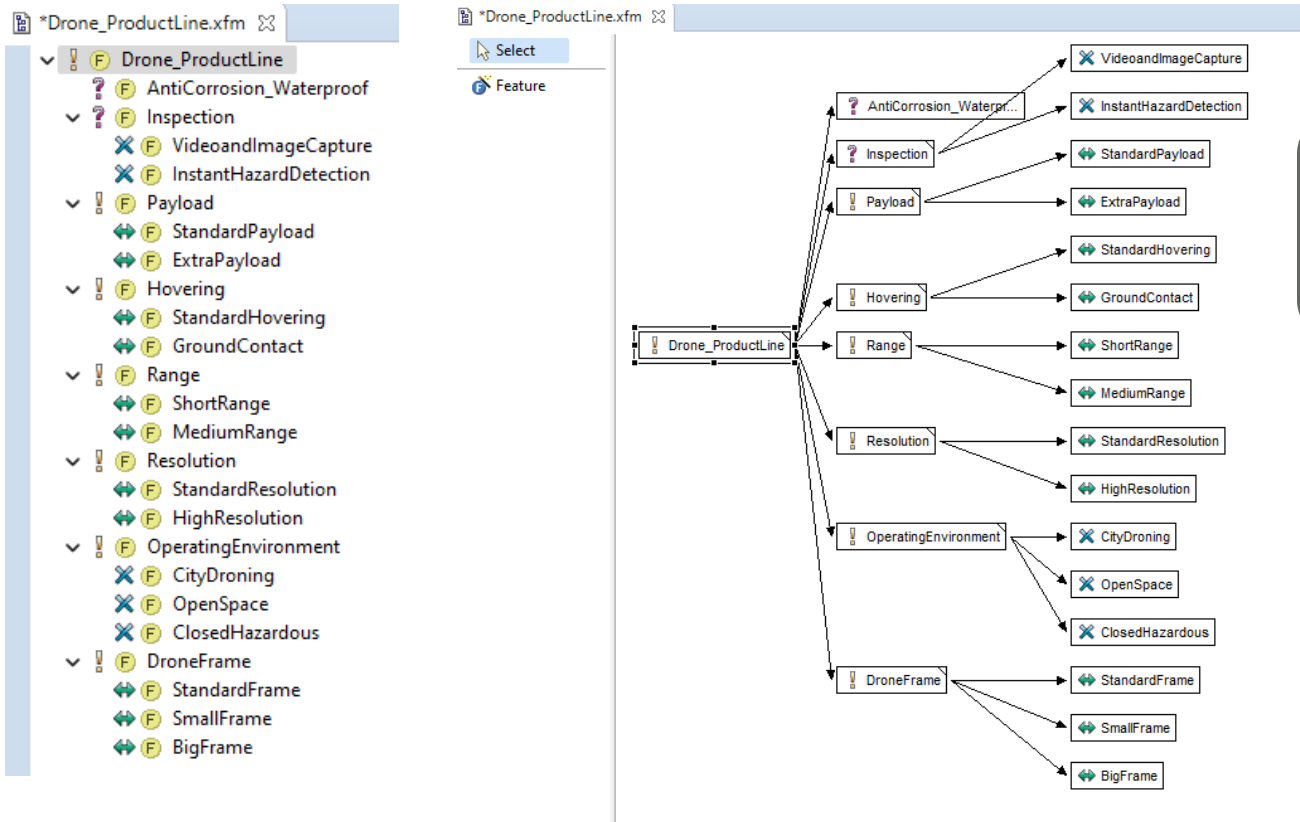 *Drone_ProductLine.xfm
Drone_ProductLine
AntiCorrosion_Waterproof
Inspection
VideoandImageCapture
InstantHazardDetection
Payload
StandardPayload
ExtraPayload
Hovering
StandardHovering
GroundContact
Range
ShortRange
MediumRange
Resolution
StandardResolution
HighResolution
OperatingEnvironment
CityDroning
OpenSpace
ClosedHazardous
DroneFrame
StandardFrame
SmallFrame
BigFrame
*Drone_ProductLine.xfm
Select
Feature
Drone_ProductLine
AntiCorrosion_Waterpr...
Inspection
Payload
Hovering
Range
Resolution
OperatingEnvironment
DroneFrame
VideoandImageCapture
InstantHazardDetection
StandardPayload
ExtraPayload
StandardHovering
GroundContact
ShortRange
MediumRange
StandardResolution
HighResolution
CityDroning
OpenSpace
ClosedHazardous
StandardFrame
SmallFrame
BigFrame